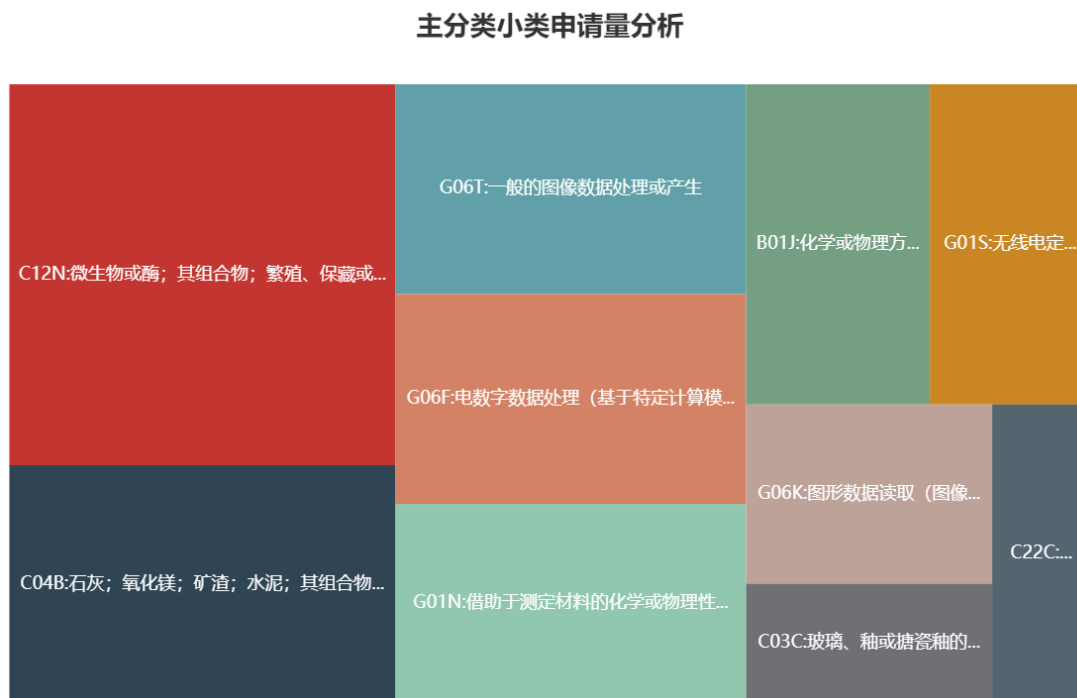 主分类小类申请量分析
C12N:微生物或酶；其组合物；繁殖、保藏或...
C04B:石灰；氧化镁；矿渣；水泥；其组合物...
G06T:一般的图像数据处理或产生
G06F:电数字数据处理（基于特定计算模...
G01N:借助于测定材料的化学或物理性...
B01J:化学或物理方...
G01S:无线电定...
G06K:图形数据读取（图像...
C03C:玻璃、釉或搪瓷釉的...
C22C:...